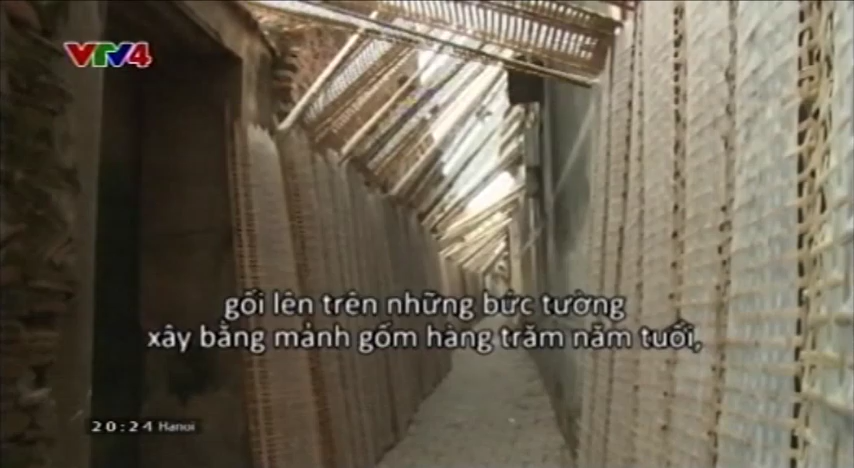 VTV4
gối lên trên những bức tường
xây bằng mảnh gốm hàng trăm năm tuổi,
20:24 Hanoi